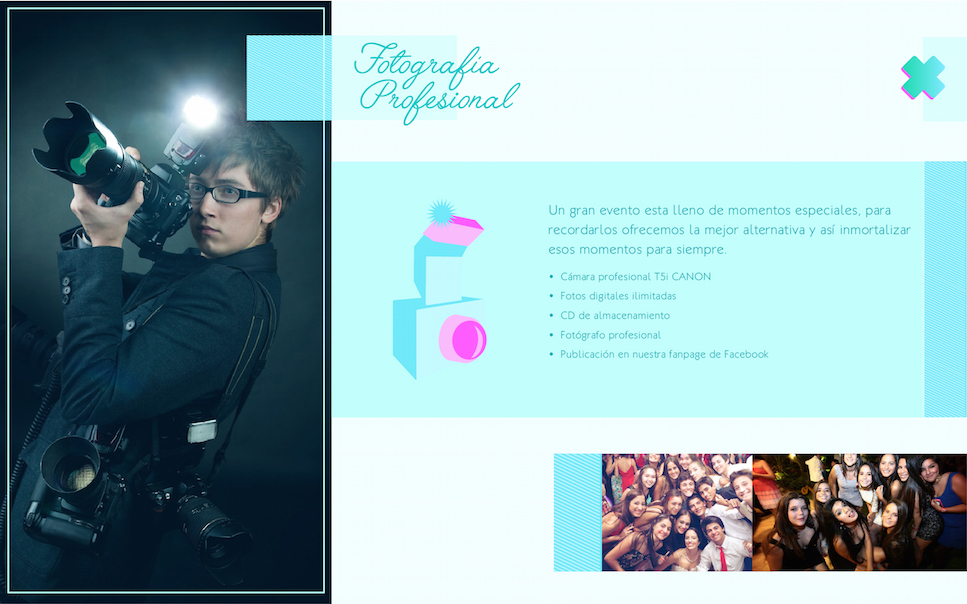 Fotografía
Profesional
Un gran evento esta lleno de momentos especiales, para
recordarlos ofrecemos la mejor alternativa y así inmortalizar
esos momentos para siempre.
• Cámara profesional T5i CANON
• Fotos digitales ilimitadas
• CD de almacenamiento
• Fotógrafo profesional
• Publicación en nuestra fanpage de Facebook